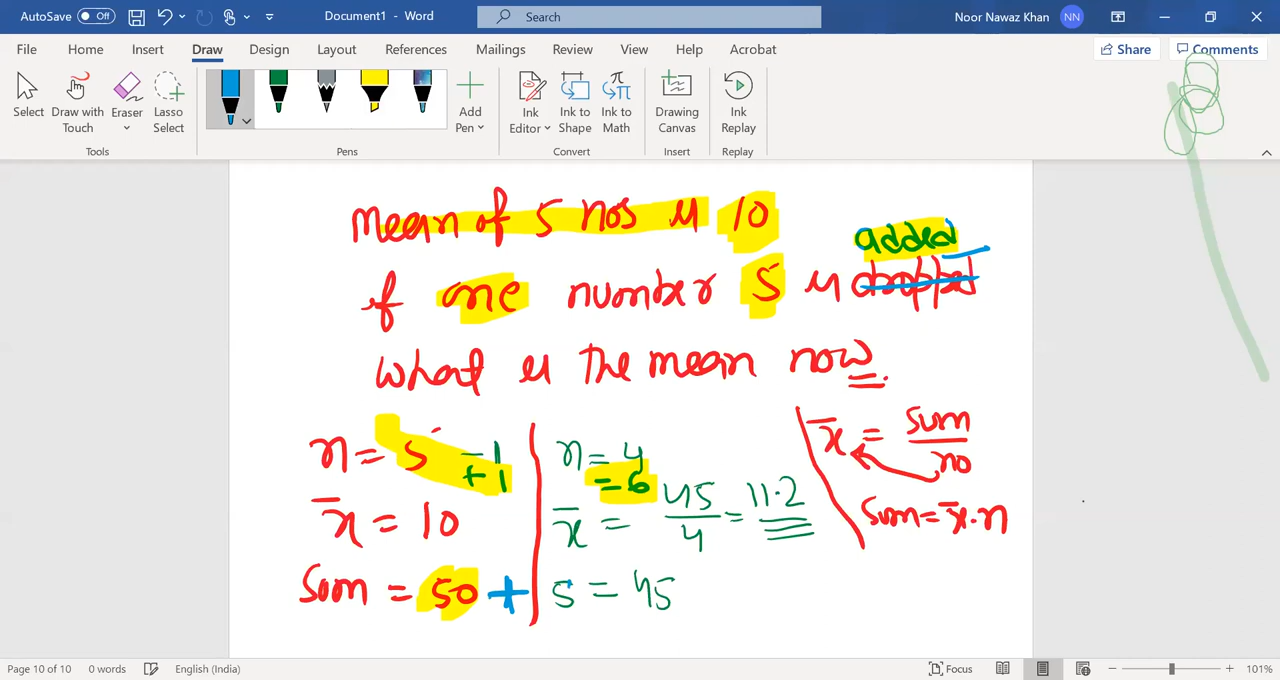 AutoSave Off Document1 - Word Search Noor Nawaz Khan NN
File Home Insert Draw Design Layout References Mailings Review View Help Acrobat Share Comments
Select Draw with Touch Eraser Lasso Select Add Pen Ink Editor Ink to Shape Ink to Math Drawing Canvas Ink Replay
Tools Pens Convert Insert Replay
Mean of 5 nos is 10
added
if one number 5 is dropped
what is the mean now.
n = 5 -1
+1
x̄ = 10
Sum = 50 +
n = 4
= 6
x̄ = 45/4 = 11.2
5 = 45
x̄ = sum/no
Sum = x̄.n
Page 10 of 10 0 words English (India) Focus 101%